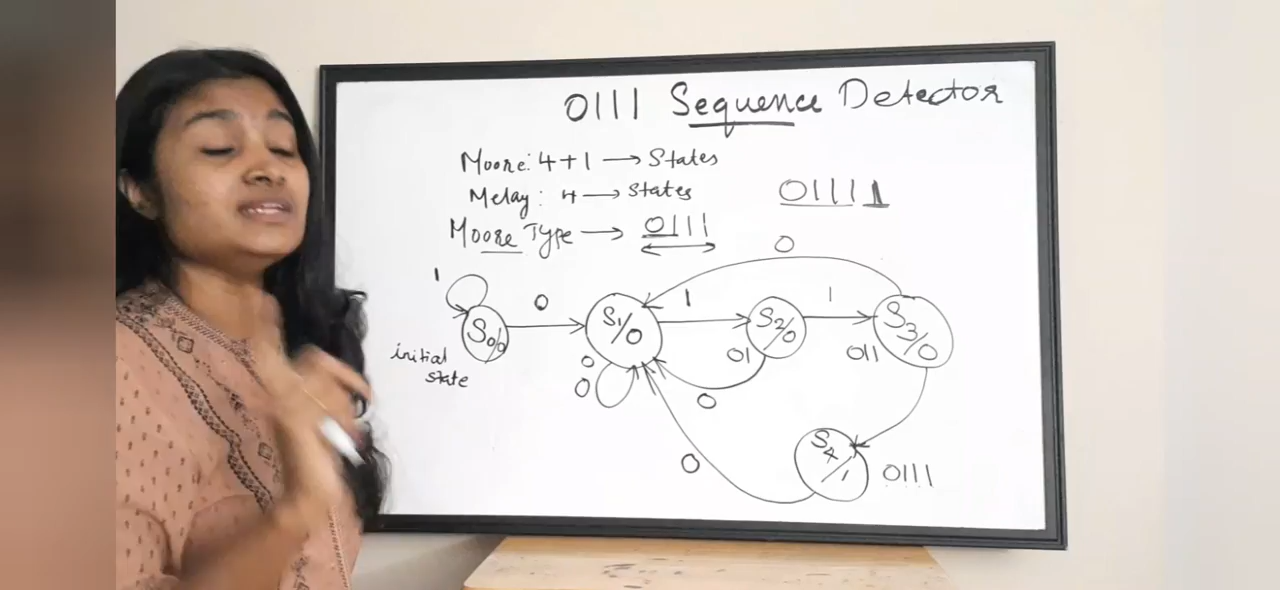 0111 Sequence Detector
Moore: 4+1 → States
Melay: 4 → States
01111
Moore Type → 0111
0
1
0
1
1
S0/0
S1/0
S2/0
S3/0
initial
state
0
0
01
011
0
0
S4/1
0111